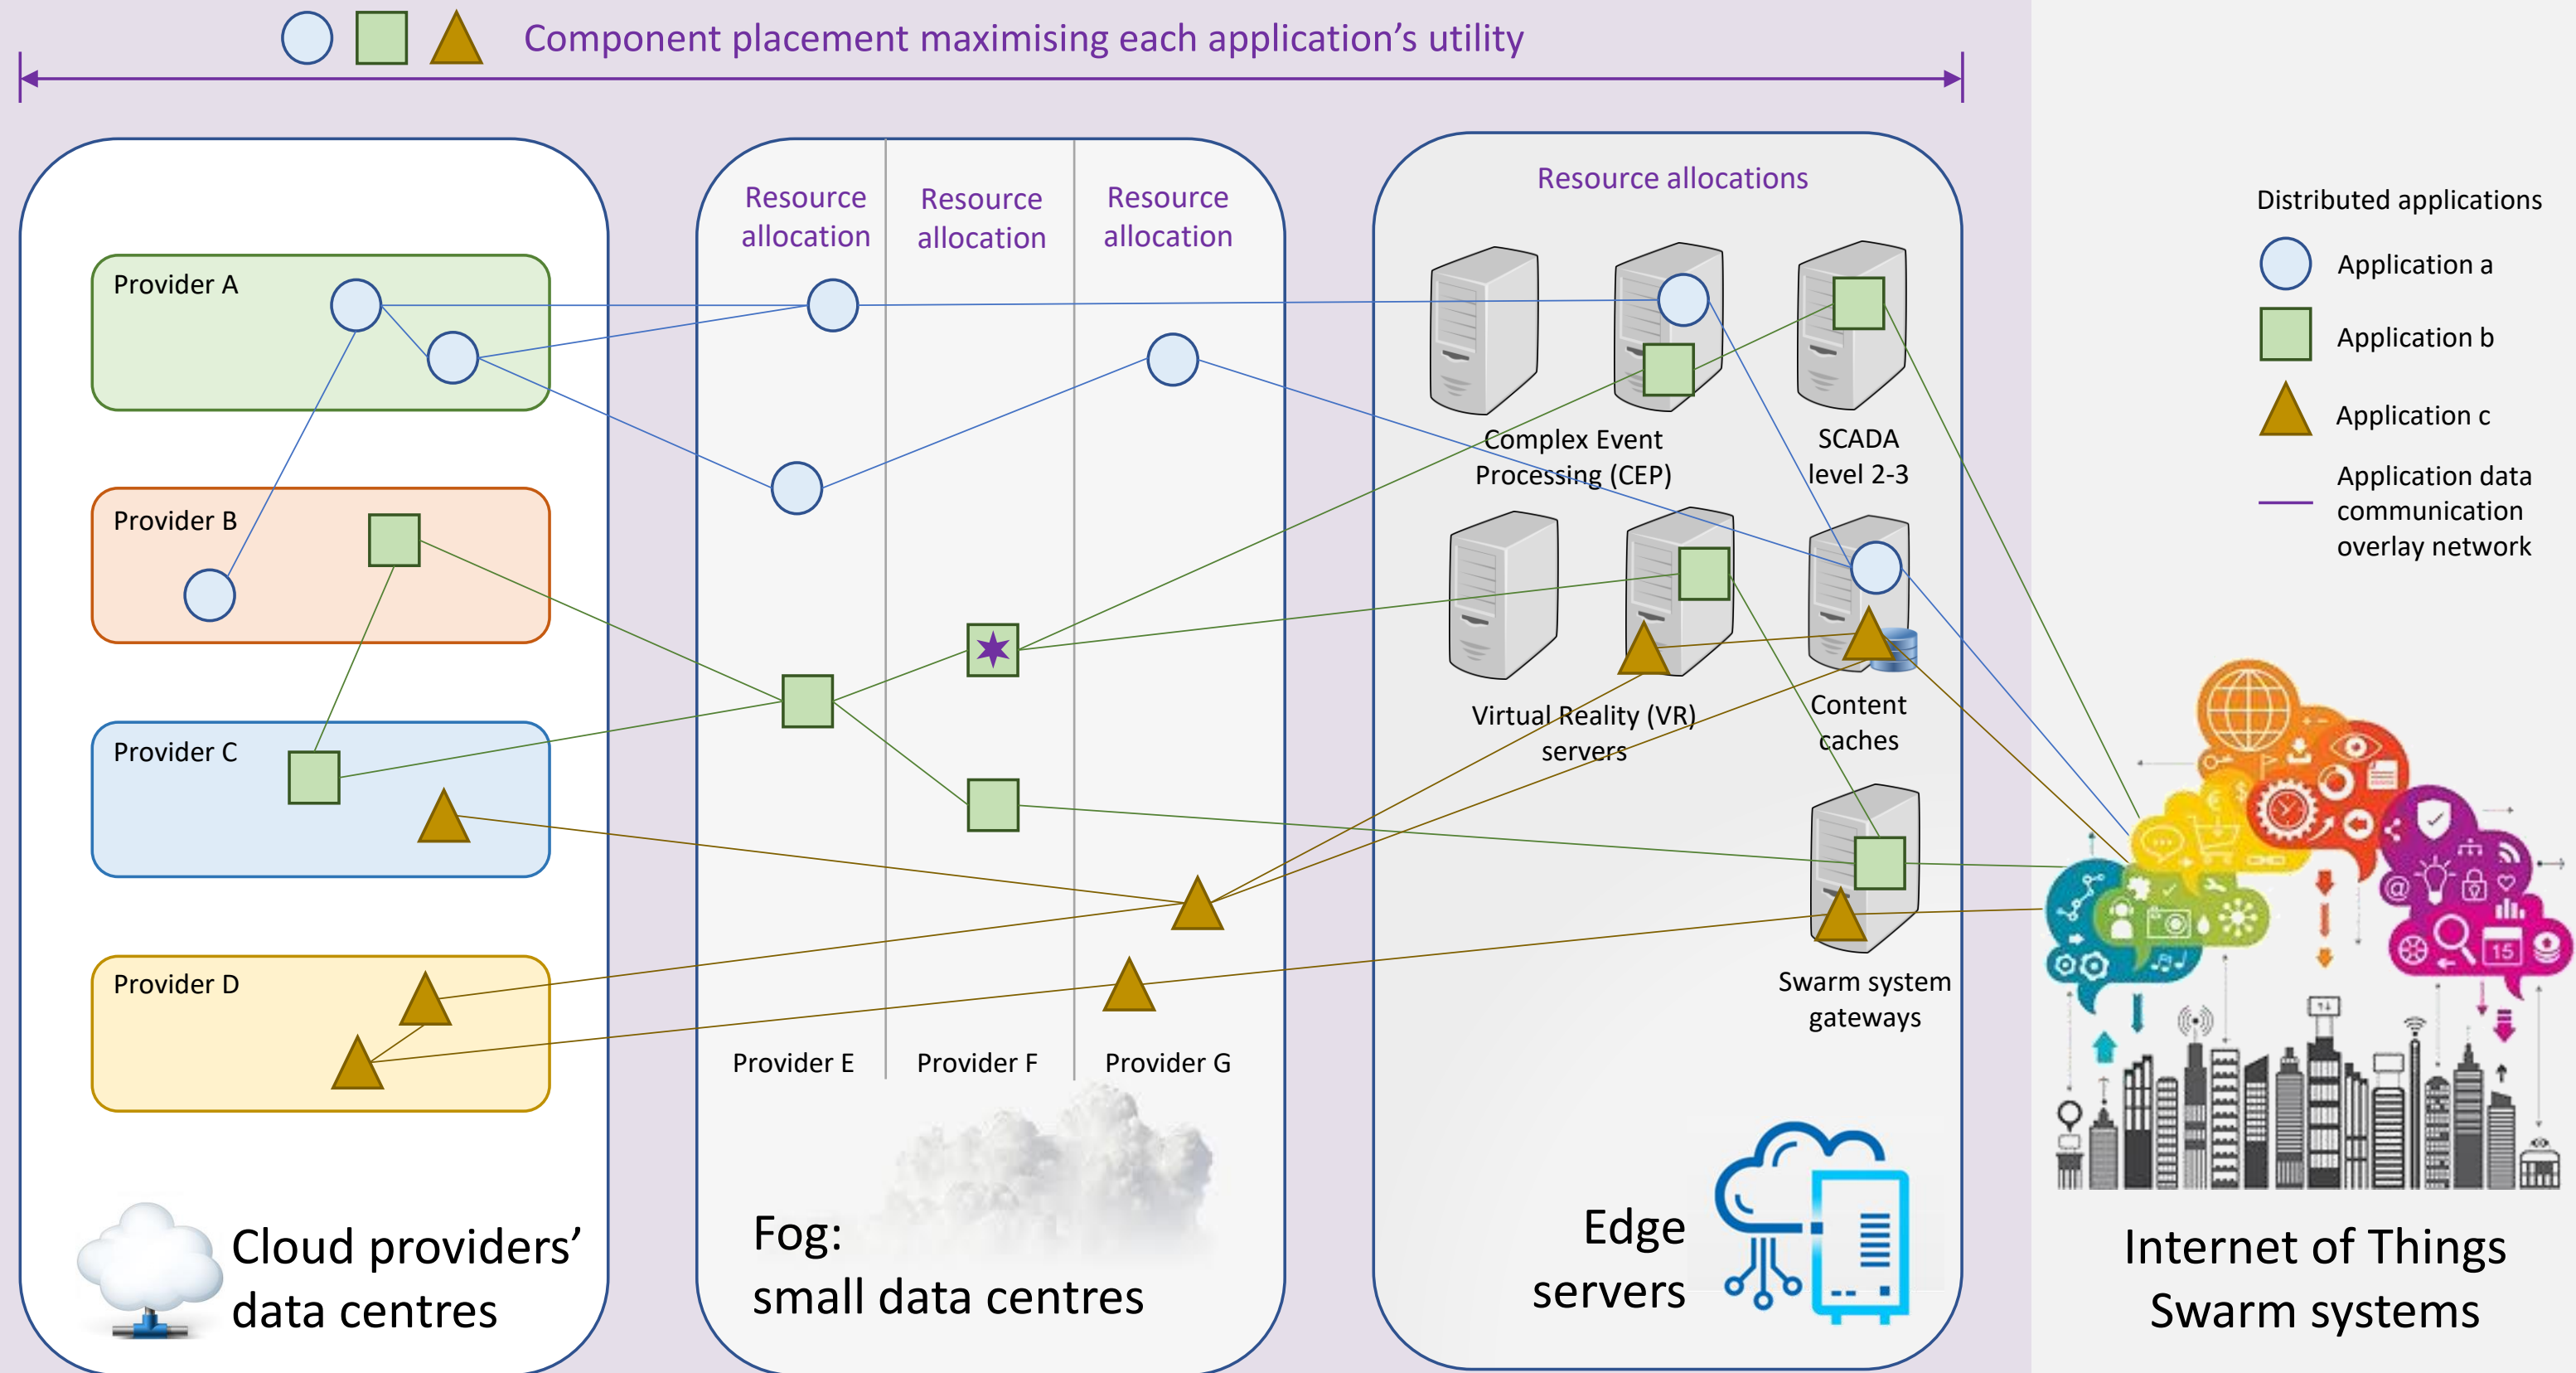 Component placement maximising each application's utility
Provider A
Provider B
Provider C
Provider D
Cloud providers'
data centres
Resource
allocation
Resource
allocation
Resource
allocation
Provider E
Provider F
Provider G
Fog:
small data centres
Resource allocations
Complex Event
Processing (CEP)
SCADA
level 2-3
Virtual Reality (VR)
servers
Content
caches
Swarm system
gateways
Edge
servers
Distributed applications
Application a
Application b
Application c
Application data
communication
overlay network
15
Internet of Things
Swarm systems